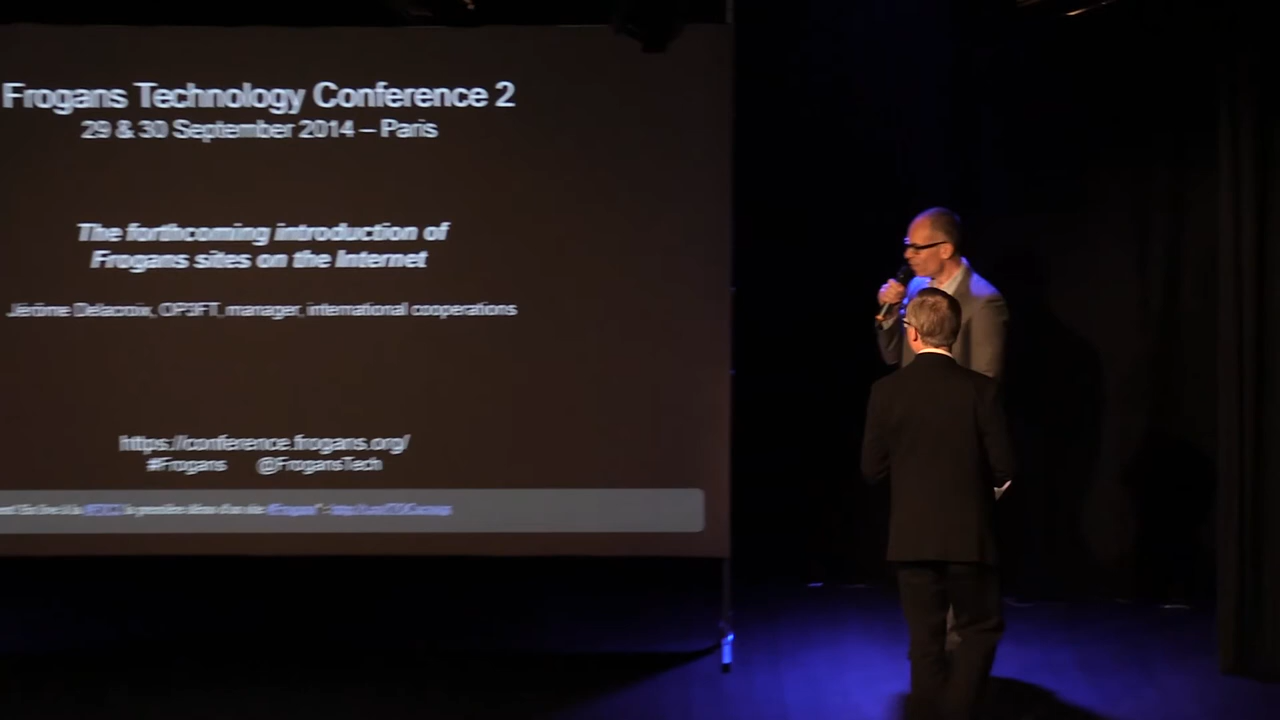 Frogans Technology Conference 2
29 & 30 September 2014 – Paris
The forthcoming introduction of
Frogans sites on the Internet
Jérôme Delacroix, OP3FT, manager, international cooperations
https://conference.frogans.org/
#Frogans @FrogansTech